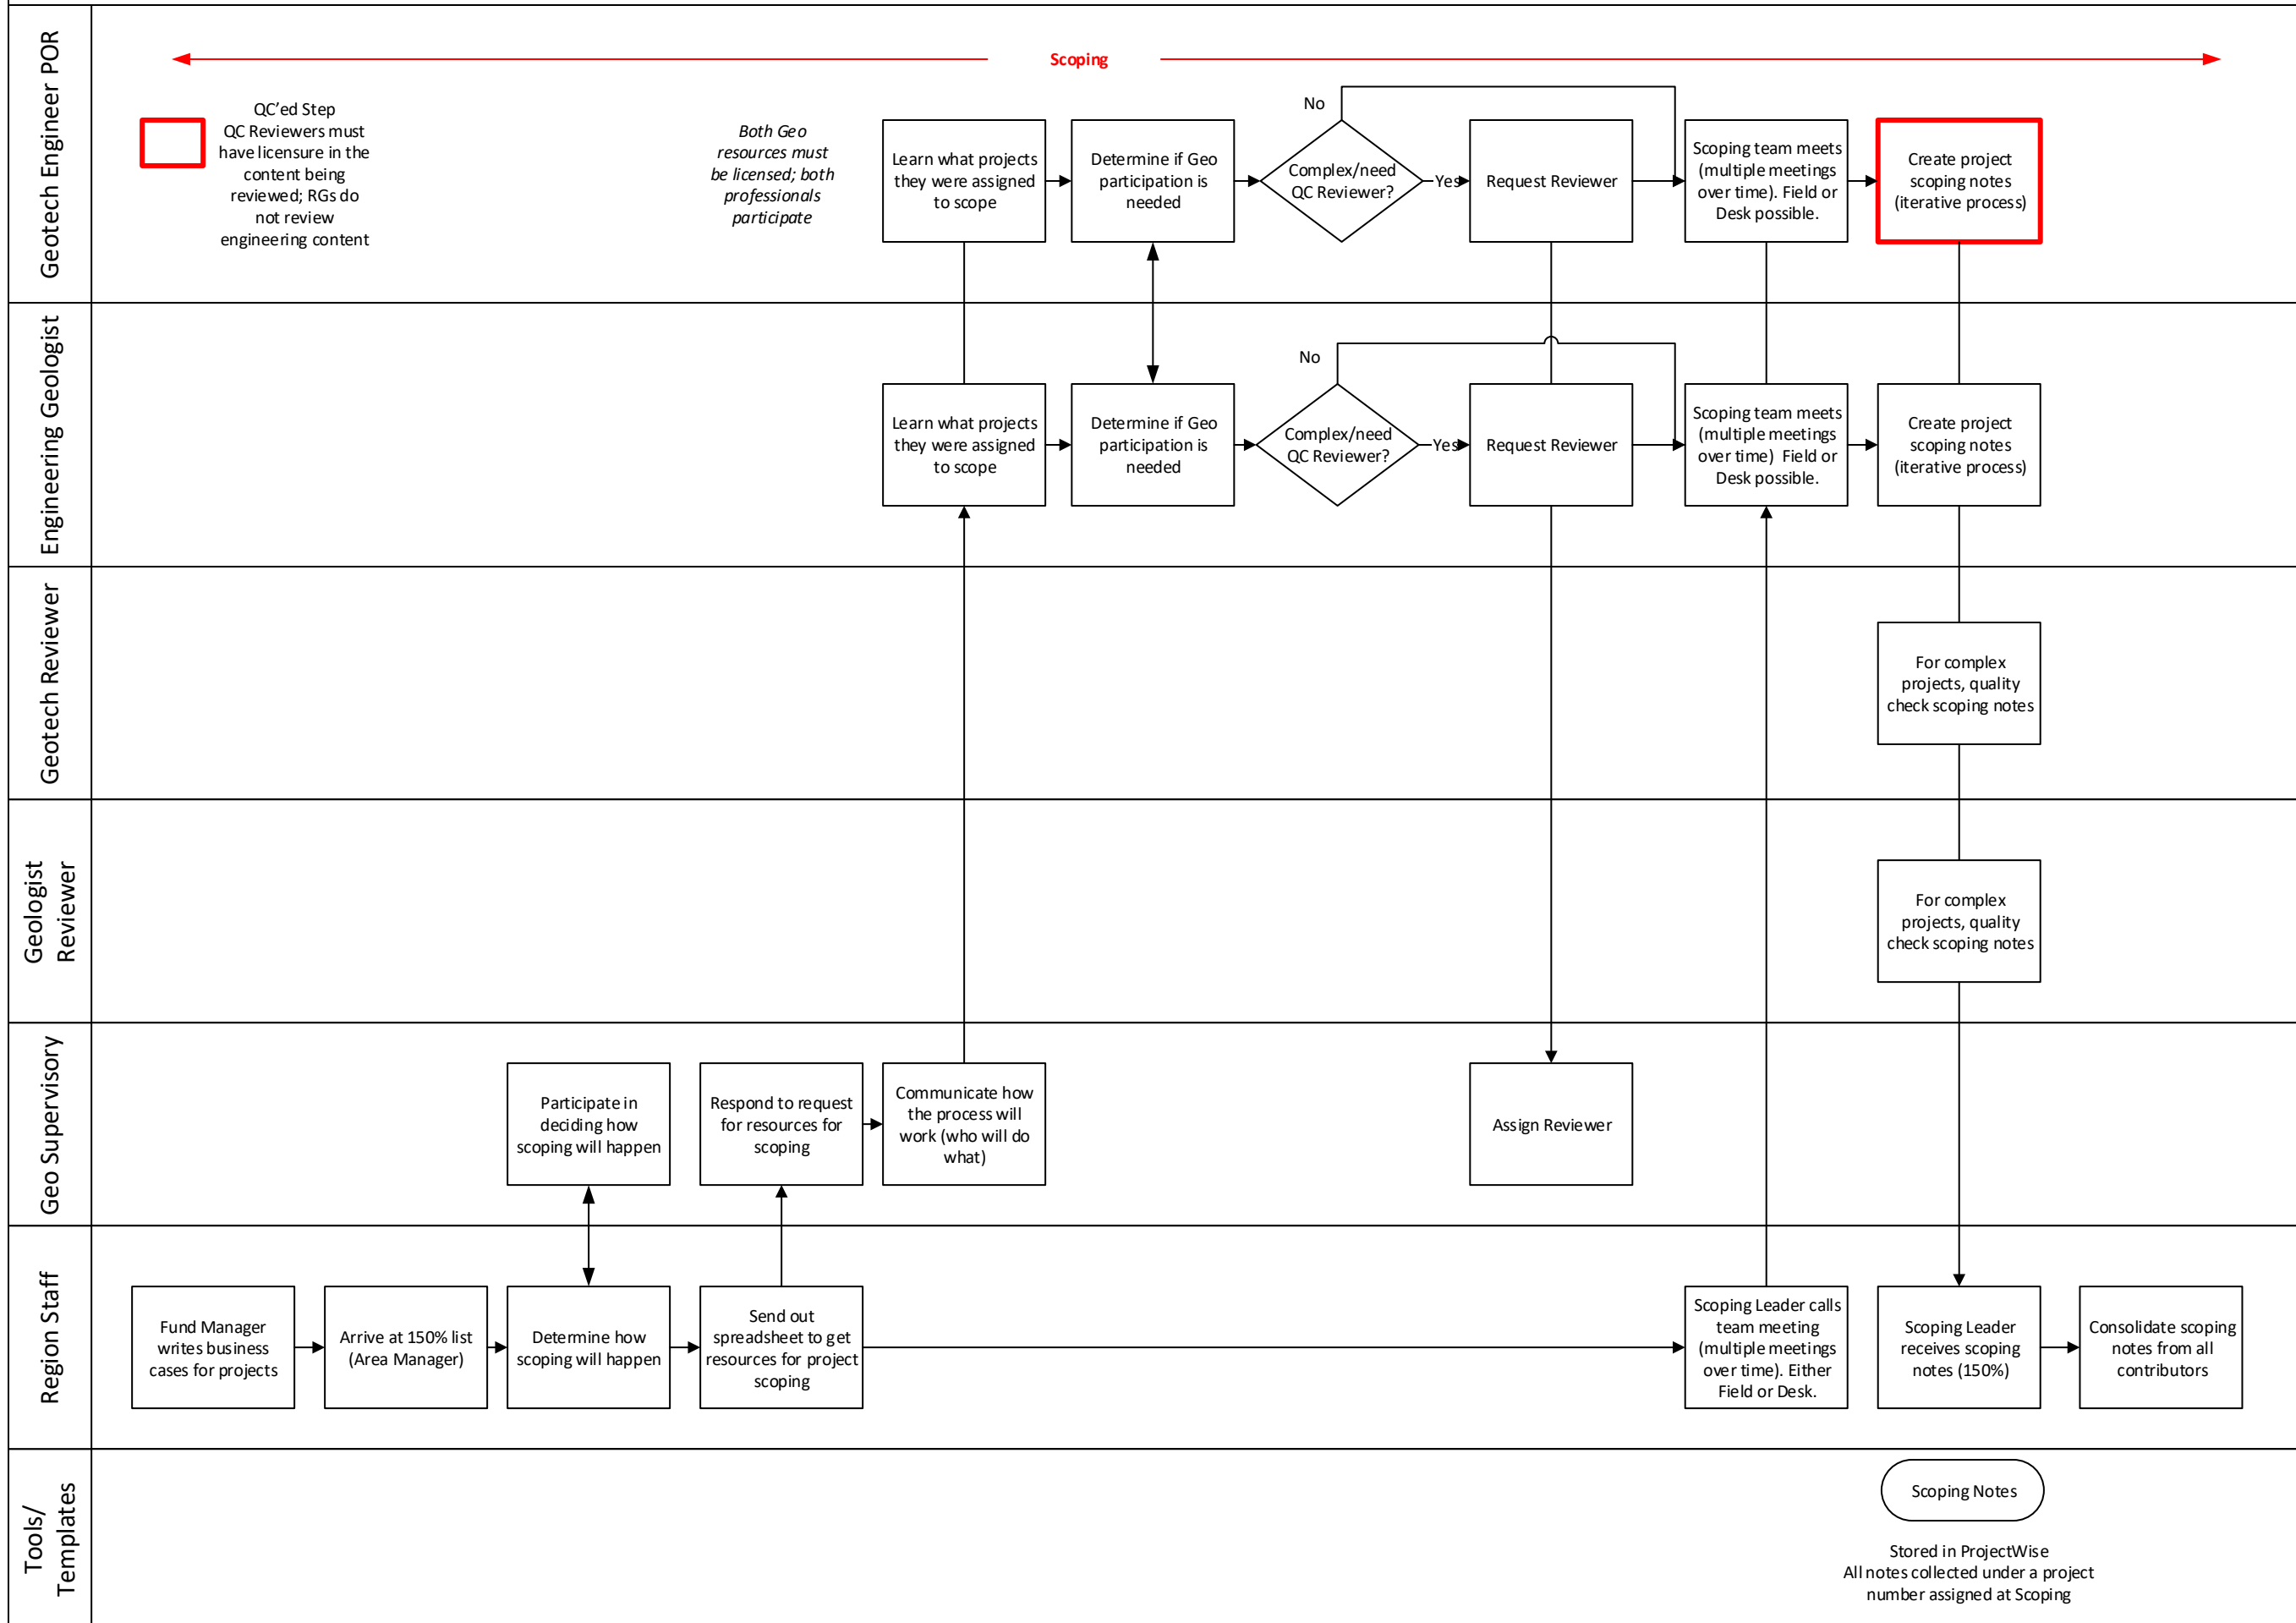 Geotech Engineer POR
Scoping
QC'ed Step
QC Reviewers must
have licensure in the
content being
reviewed; RGs do
not review
engineering content
Both Geo
resources must
be licensed; both
professionals
participate
Learn what projects
they were assigned
to scope
Determine if Geo
participation is
needed
No
Complex/need
QC Reviewer?
Yes
Request Reviewer
Scoping team meets
(multiple meetings
over time). Field or
Desk possible.
Create project
scoping notes
(iterative process)
Engineering Geologist
Learn what projects
they were assigned
to scope
Determine if Geo
participation is
needed
No
Complex/need
QC Reviewer?
Yes
Request Reviewer
Scoping team meets
(multiple meetings
over time)  Field or
Desk possible.
Create project
scoping notes
(iterative process)
Geotech Reviewer
For complex
projects, quality
check scoping notes
Geologist
Reviewer
For complex
projects, quality
check scoping notes
Geo Supervisory
Participate in
deciding how
scoping will happen
Respond to request
for resources for
scoping
Communicate how
the process will
work (who will do
what)
Assign Reviewer
Region Staff
Fund Manager
writes business
cases for projects
Arrive at 150% list
(Area Manager)
Determine how
scoping will happen
Send out
spreadsheet to get
resources for project
scoping
Scoping Leader calls
team meeting
(multiple meetings
over time). Either
Field or Desk.
Scoping Leader
receives scoping
notes (150%)
Consolidate scoping
notes from all
contributors
Tools/
Templates
Scoping Notes
Stored in ProjectWise
All notes collected under a project
number assigned at Scoping